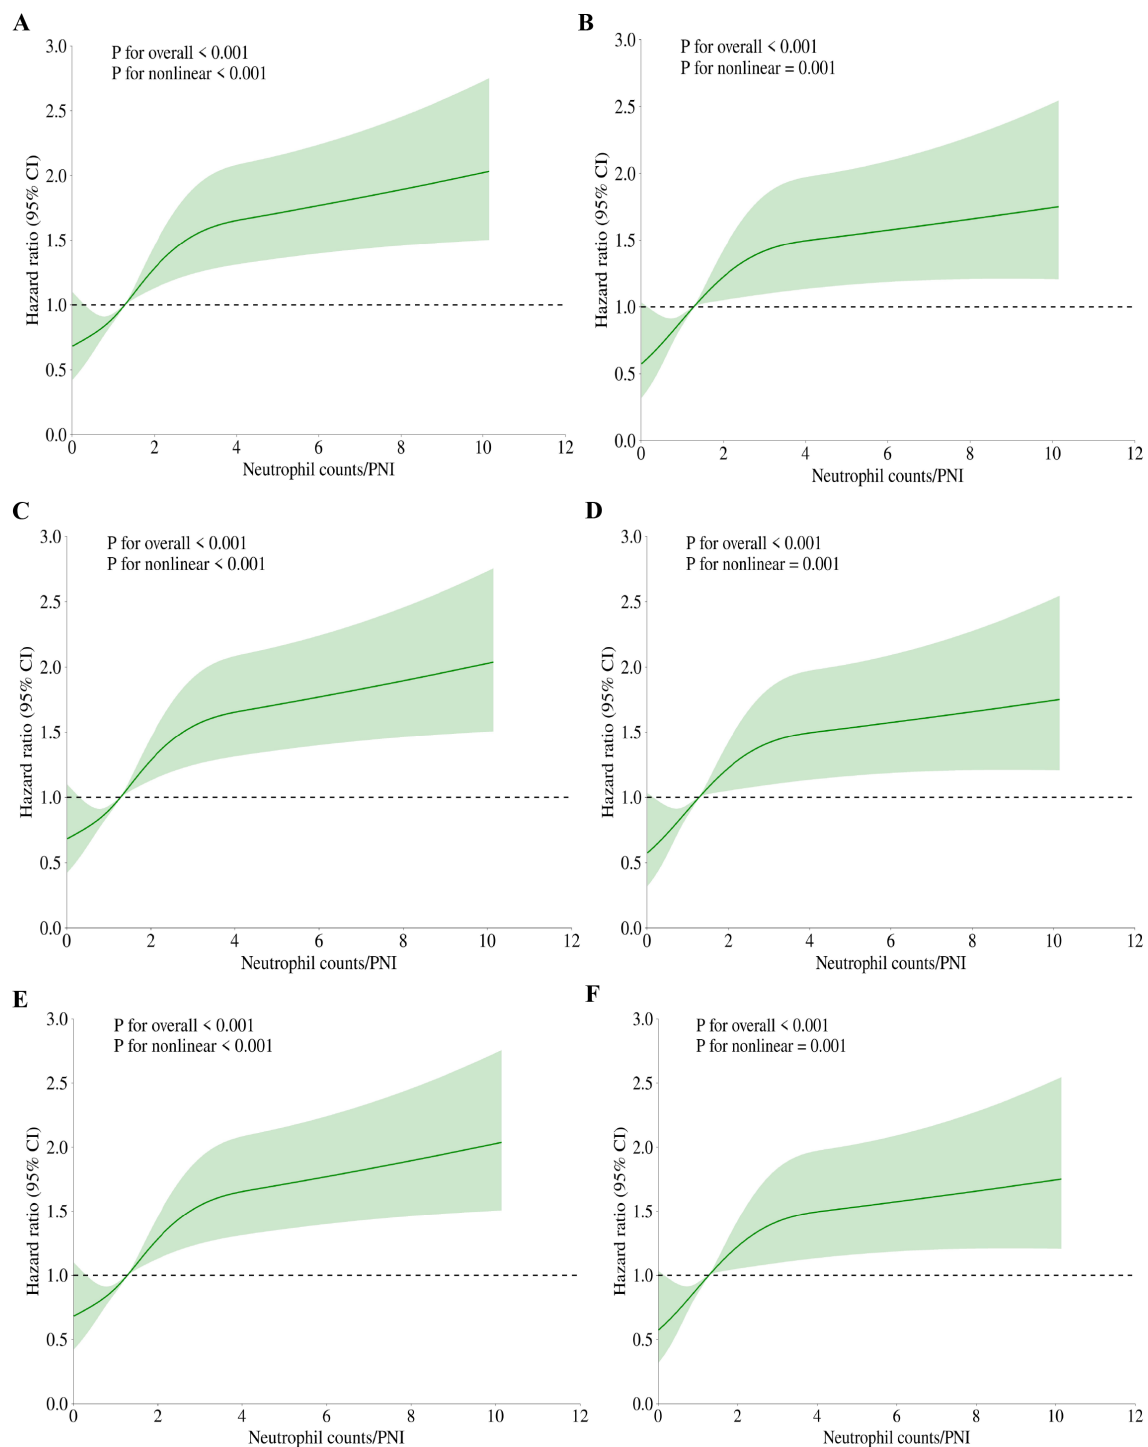 A
P for overall < 0.001
P for nonlinear < 0.001
Hazard ratio (95% CI)
3.0
2.5
2.0
1.5
1.0
0.5
0.0
0 2 4 6 8 10 12
Neutrophil counts/PNI
B
P for overall < 0.001
P for nonlinear = 0.001
Hazard ratio (95% CI)
3.0
2.5
2.0
1.5
1.0
0.5
0.0
0 2 4 6 8 10 12
Neutrophil counts/PNI
C
P for overall < 0.001
P for nonlinear < 0.001
Hazard ratio (95% CI)
3.0
2.5
2.0
1.5
1.0
0.5
0.0
0 2 4 6 8 10 12
Neutrophil counts/PNI
D
P for overall < 0.001
P for nonlinear = 0.001
Hazard ratio (95% CI)
3.0
2.5
2.0
1.5
1.0
0.5
0.0
0 2 4 6 8 10 12
Neutrophil counts/PNI
E
P for overall < 0.001
P for nonlinear < 0.001
Hazard ratio (95% CI)
3.0
2.5
2.0
1.5
1.0
0.5
0.0
0 2 4 6 8 10 12
Neutrophil counts/PNI
F
P for overall < 0.001
P for nonlinear = 0.001
Hazard ratio (95% CI)
3.0
2.5
2.0
1.5
1.0
0.5
0.0
0 2 4 6 8 10 12
Neutrophil counts/PNI